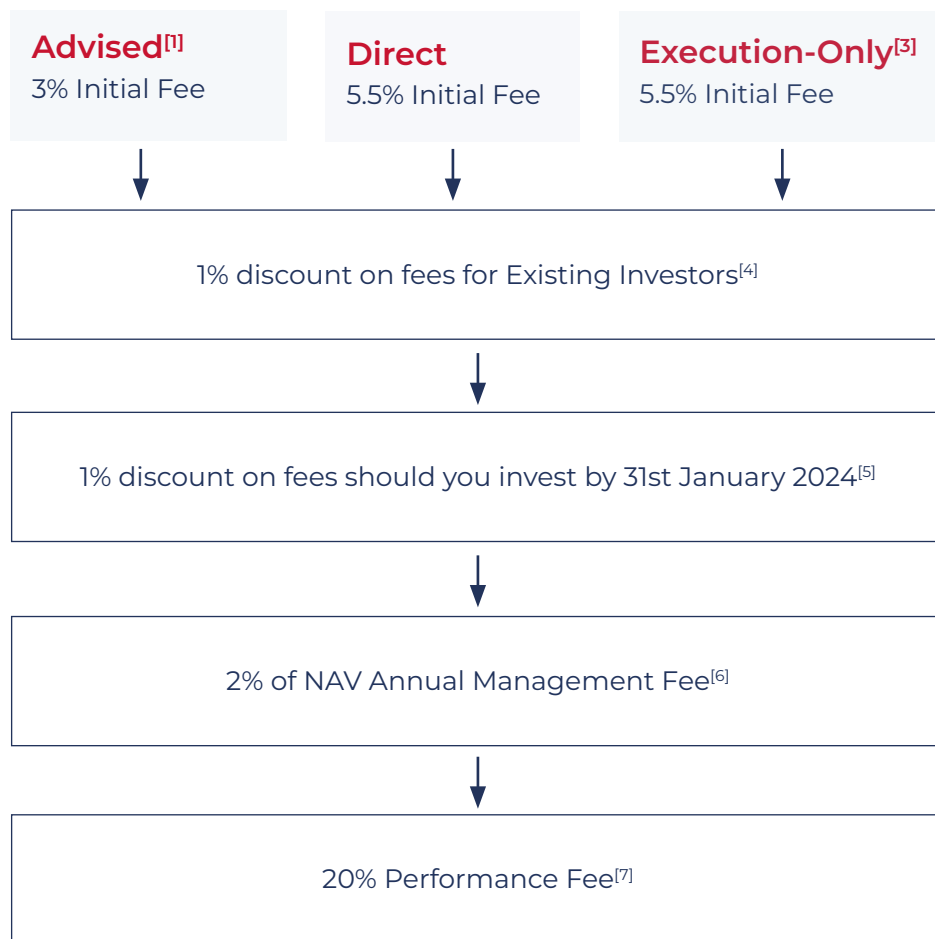 Advised[1]
3% Initial Fee
Direct
5.5% Initial Fee
Execution-Only[3]
5.5% Initial Fee
1% discount on fees for Existing Investors[4]
1% discount on fees should you invest by 31st January 2024[5]
2% of NAV Annual Management Fee[6]
20% Performance Fee[7]